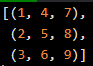 [(1, 4, 7),
 (2, 5, 8),
 (3, 6, 9)]